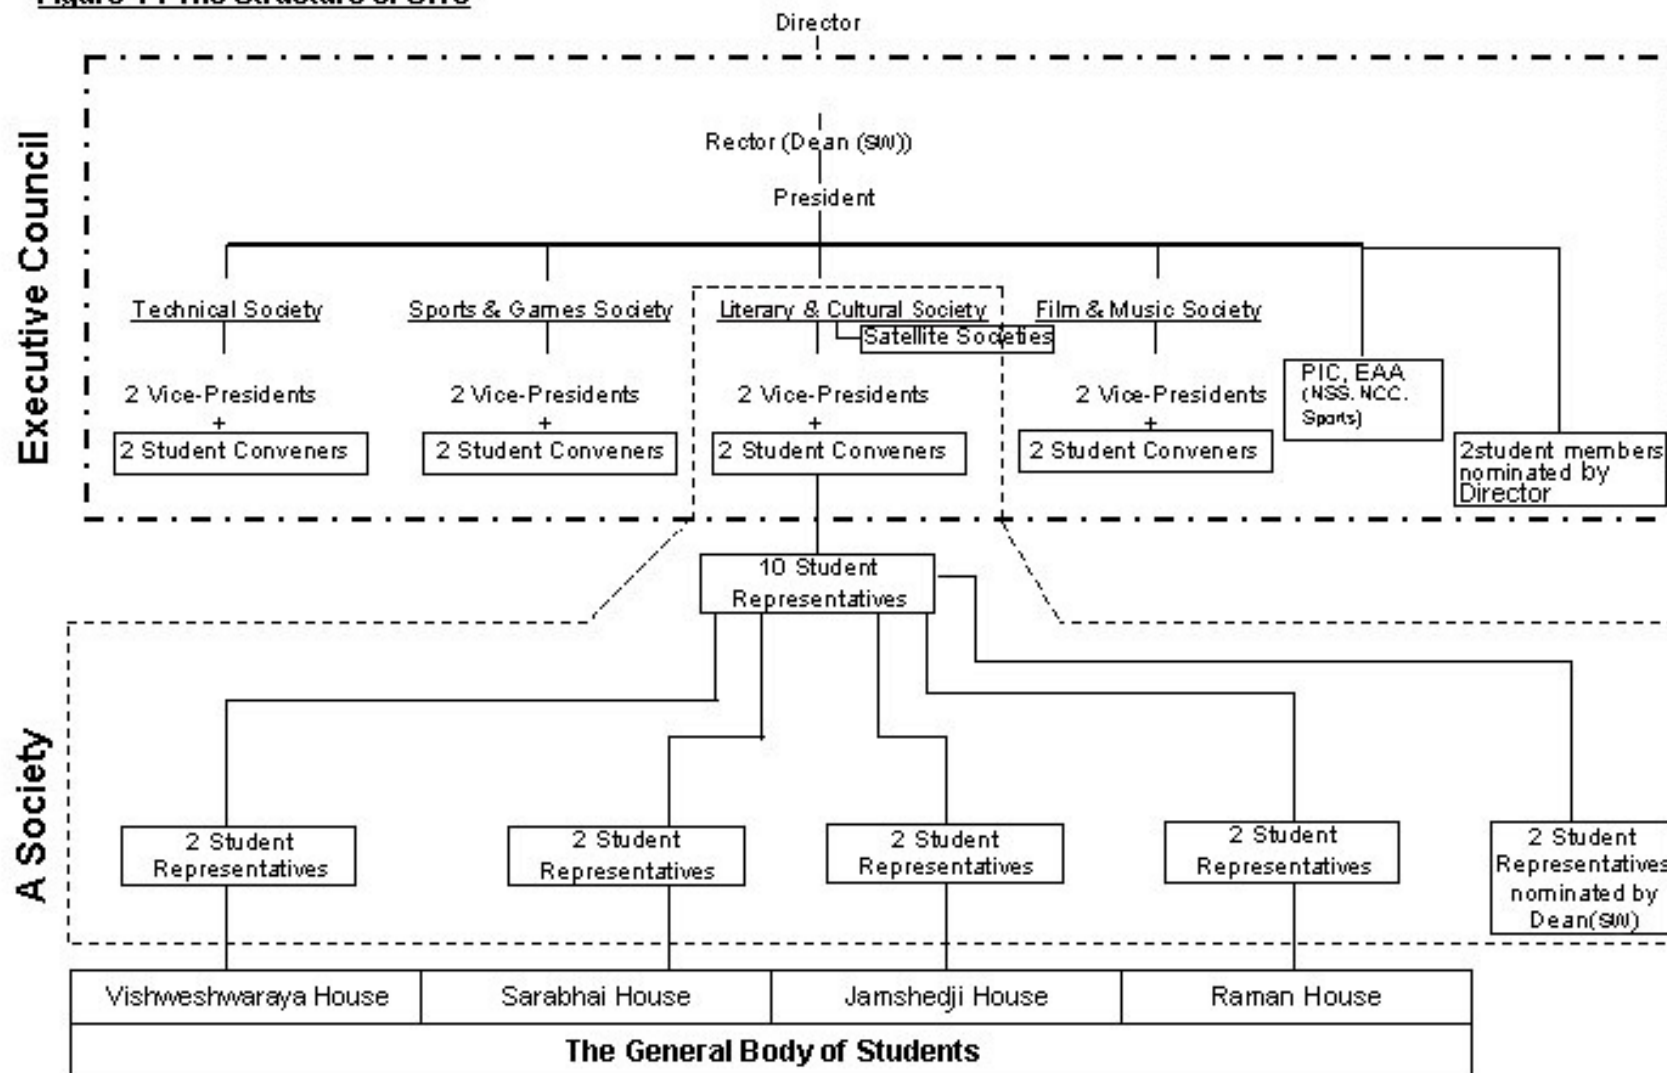 Director
Executive Council
Rector (Dean (SW))
President
Technical Society
Sports & Games Society
Literary & Cultural Society
Film & Music Society
Satellite Societies
2 Vice-Presidents
+
2 Student Conveners
2 Vice-Presidents
+
2 Student Conveners
2 Vice-Presidents
+
2 Student Conveners
2 Vice-Presidents
+
2 Student Conveners
PIC, EAA
(NSS. NCC.
Sports)
2student members
nominated by
Director
10 Student
Representatives
A Society
2 Student
Representatives
2 Student
Representatives
2 Student
Representatives
2 Student
Representatives
2 Student
Representatives
nominated by
Dean(SW)
Vishweshwaraya House
Sarabhai House
Jamshedji House
Raman House
The General Body of Students